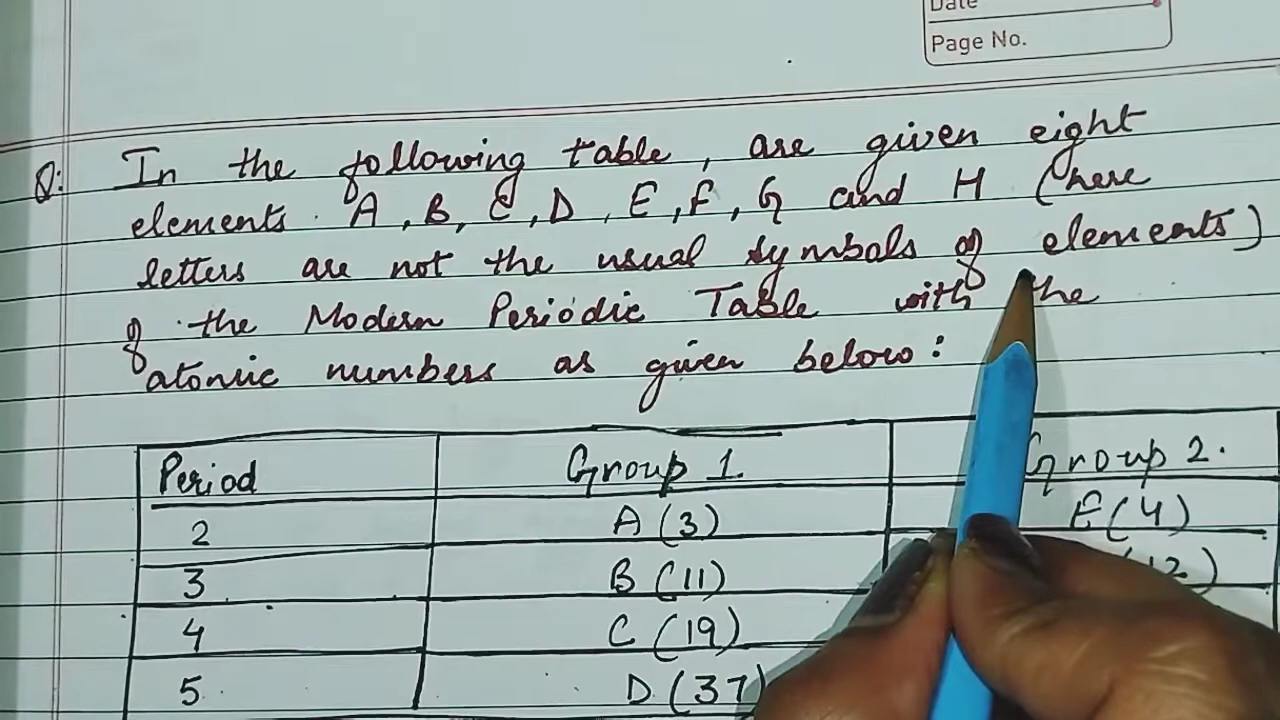 Date
Page No.
Q: In the following table, are given eight
elements A, B, C, D, E, F, G and H (here
letters are not the usual symbols of elements)
of the Modern Periodic Table with the
atomic numbers as given below:
Period Group 1. Group 2.
2 A (3) E (4)
3 B (11) 12)
4 C (19)
5 D (37)